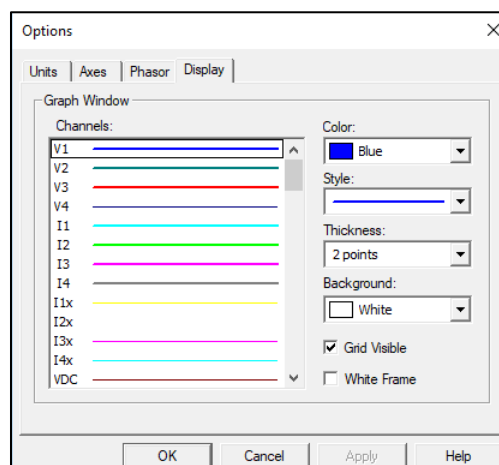 Options
Units Axes Phasor Display
Graph Window
Channels:
V1
V2
V3
V4
I1
I2
I3
I4
I1x
I2x
I3x
I4x
VDC
Color:
Blue
Style:
Thickness:
2 points
Background:
White
Grid Visible
White Frame
OK Cancel Apply Help